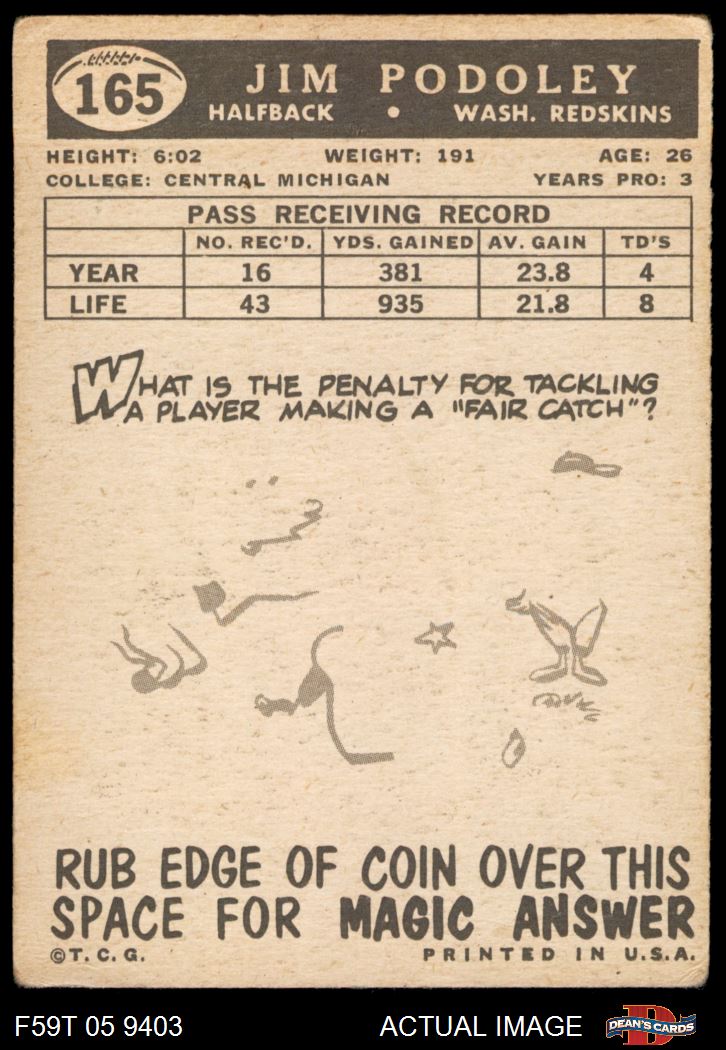 165
JIM PODOLEY
HALFBACK • WASH. REDSKINS
HEIGHT: 6:02 WEIGHT: 191 AGE: 26
COLLEGE: CENTRAL MICHIGAN YEARS PRO: 3
PASS RECEIVING RECORD
NO. REC'D. YDS. GAINED AV. GAIN TD'S
YEAR 16 381 23.8 4
LIFE 43 935 21.8 8
WHAT IS THE PENALTY FOR TACKLING
A PLAYER MAKING A "FAIR CATCH"?
RUB EDGE OF COIN OVER THIS
SPACE FOR MAGIC ANSWER
©T. C. G. PRINTED IN U.S.A.
F59T 05 9403 ACTUAL IMAGE DEAN'S CARDS